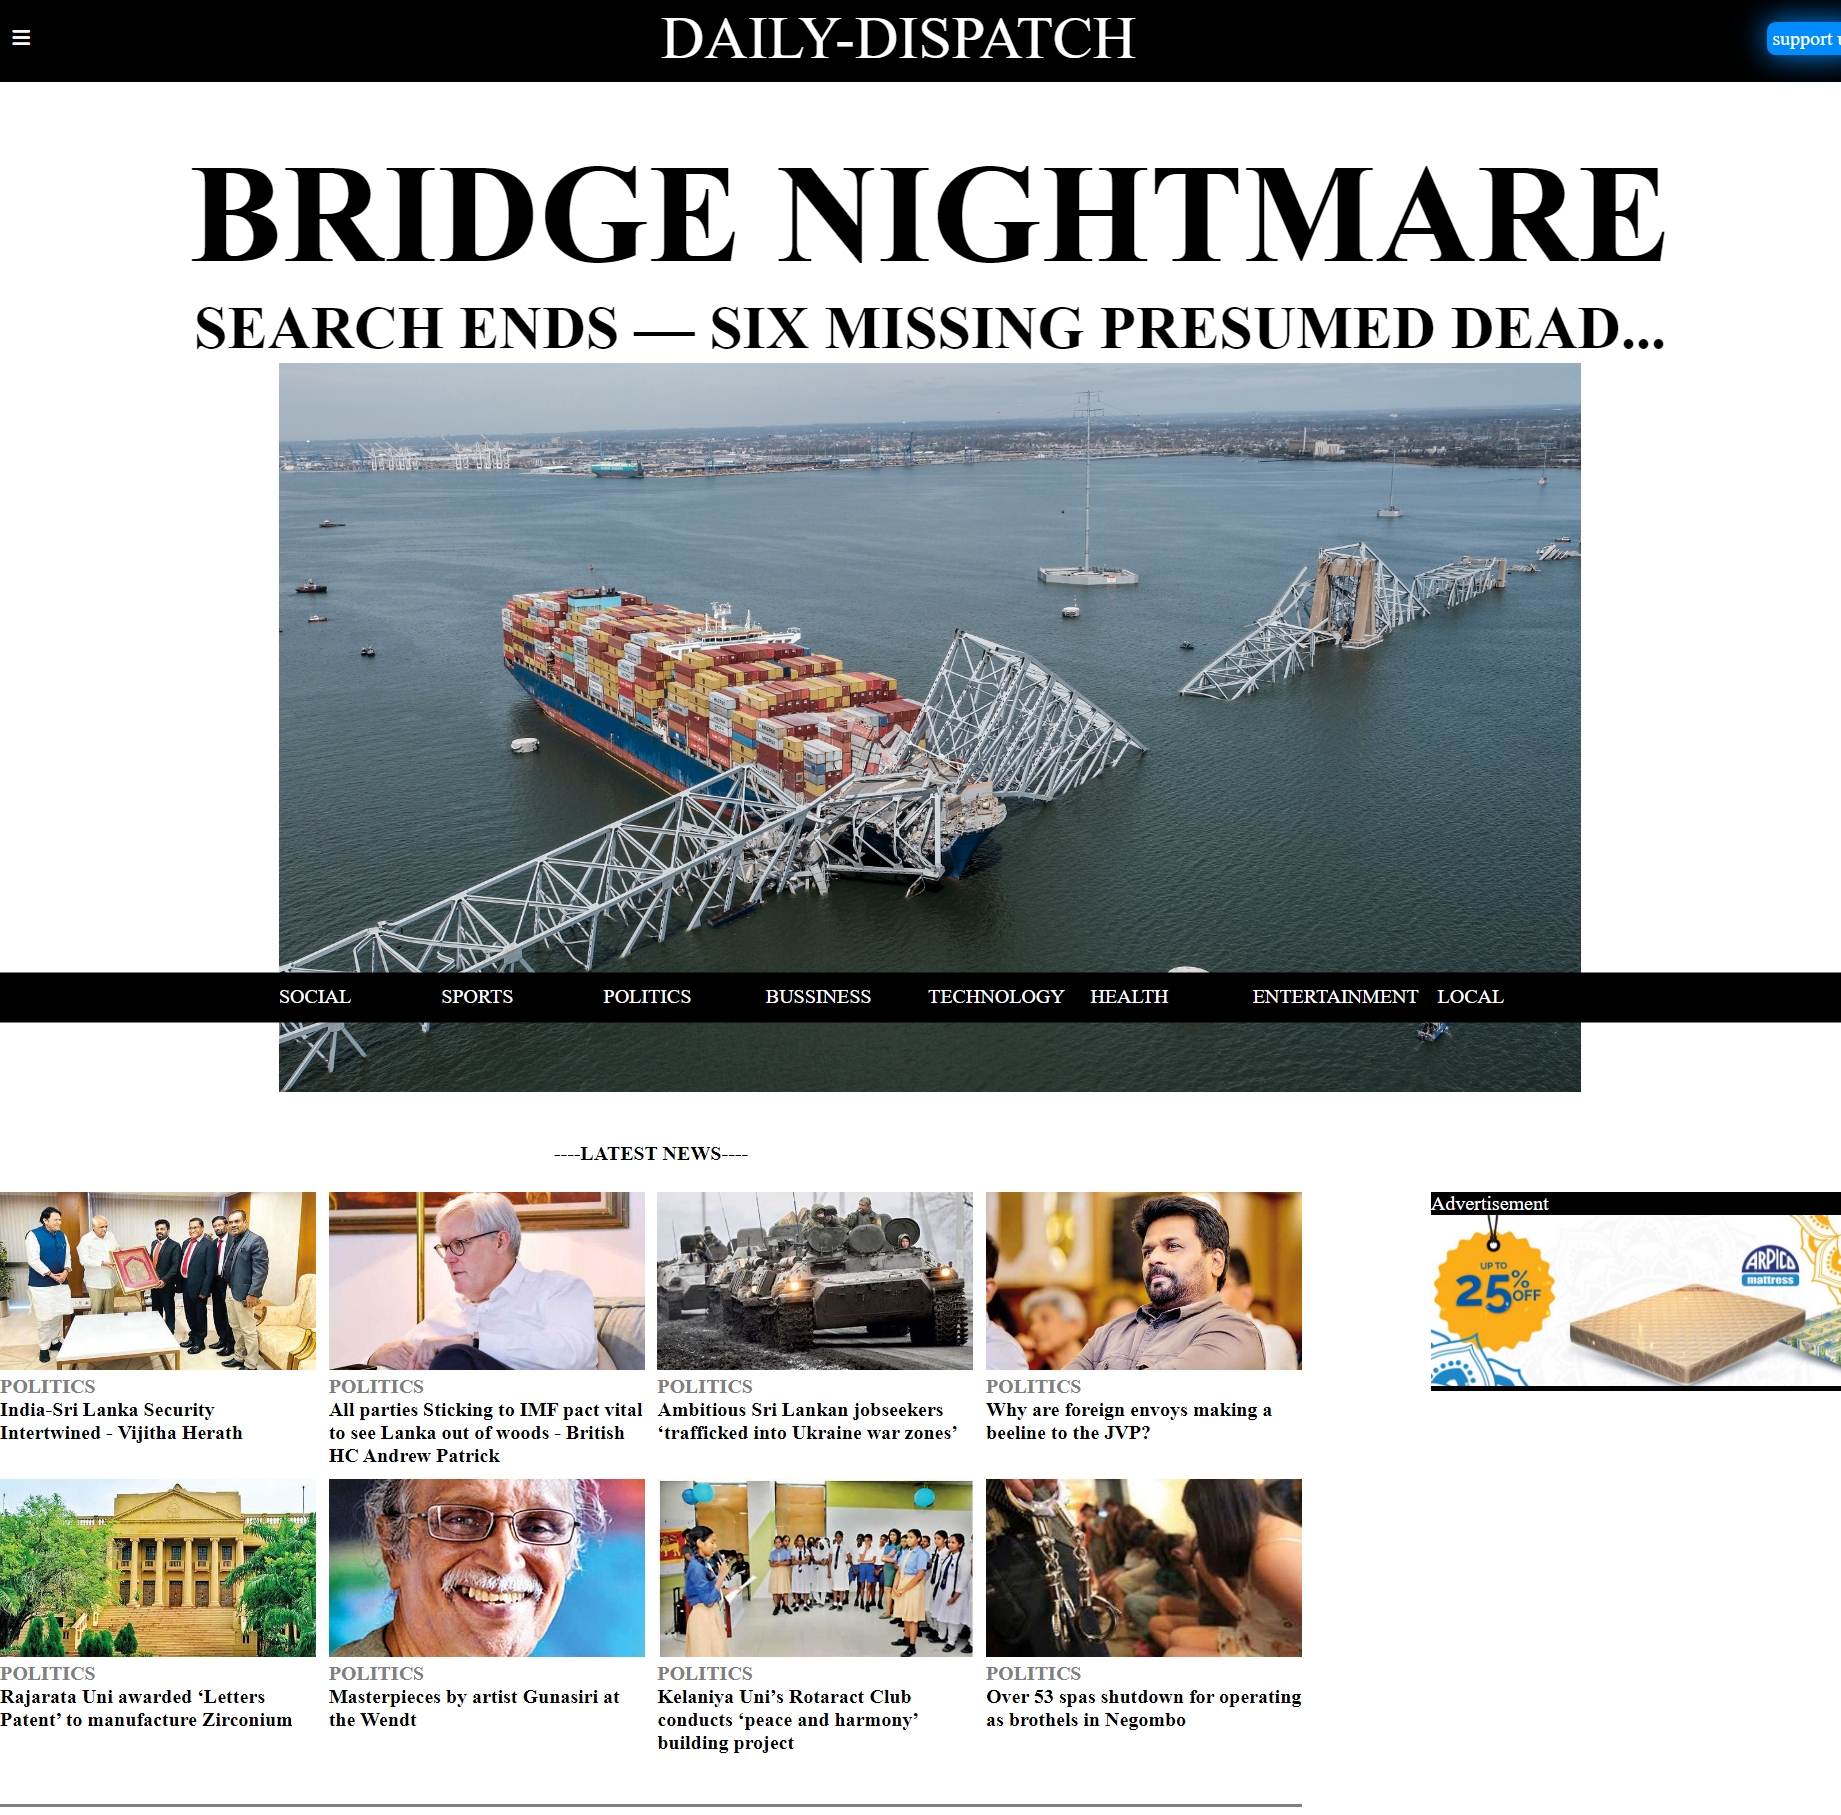 DAILY-DISPATCH
support
BRIDGE NIGHTMARE
SEARCH ENDS — SIX MISSING PRESUMED DEAD...
SOCIAL SPORTS POLITICS BUSSINESS TECHNOLOGY HEALTH ENTERTAINMENT LOCAL
----LATEST NEWS----
POLITICS
India-Sri Lanka Security
Intertwined - Vijitha Herath
POLITICS
All parties Sticking to IMF pact vital
to see Lanka out of woods - British
HC Andrew Patrick
POLITICS
Ambitious Sri Lankan jobseekers
‘trafficked into Ukraine war zones’
POLITICS
Why are foreign envoys making a
beeline to the JVP?
Advertisement
UP TO
25% OFF
ARPICO
mattress
POLITICS
Rajarata Uni awarded ‘Letters
Patent’ to manufacture Zirconium
POLITICS
Masterpieces by artist Gunasiri at
the Wendt
POLITICS
Kelaniya Uni’s Rotaract Club
conducts ‘peace and harmony’
building project
POLITICS
Over 53 spas shutdown for operating
as brothels in Negombo